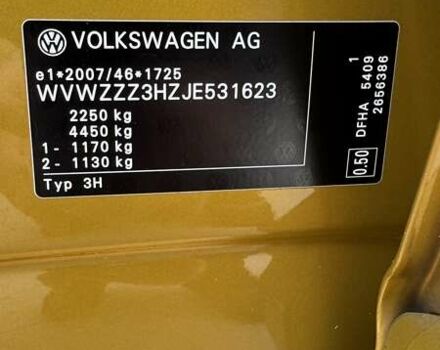 VOLKSWAGEN AG
e1*2007/46*1725
WVWZZZ3HZJE531623
2250 kg
4450 kg
1- 1170 kg
2- 1130 kg
Typ 3H
0.50
DFHA 5409 1
2656386